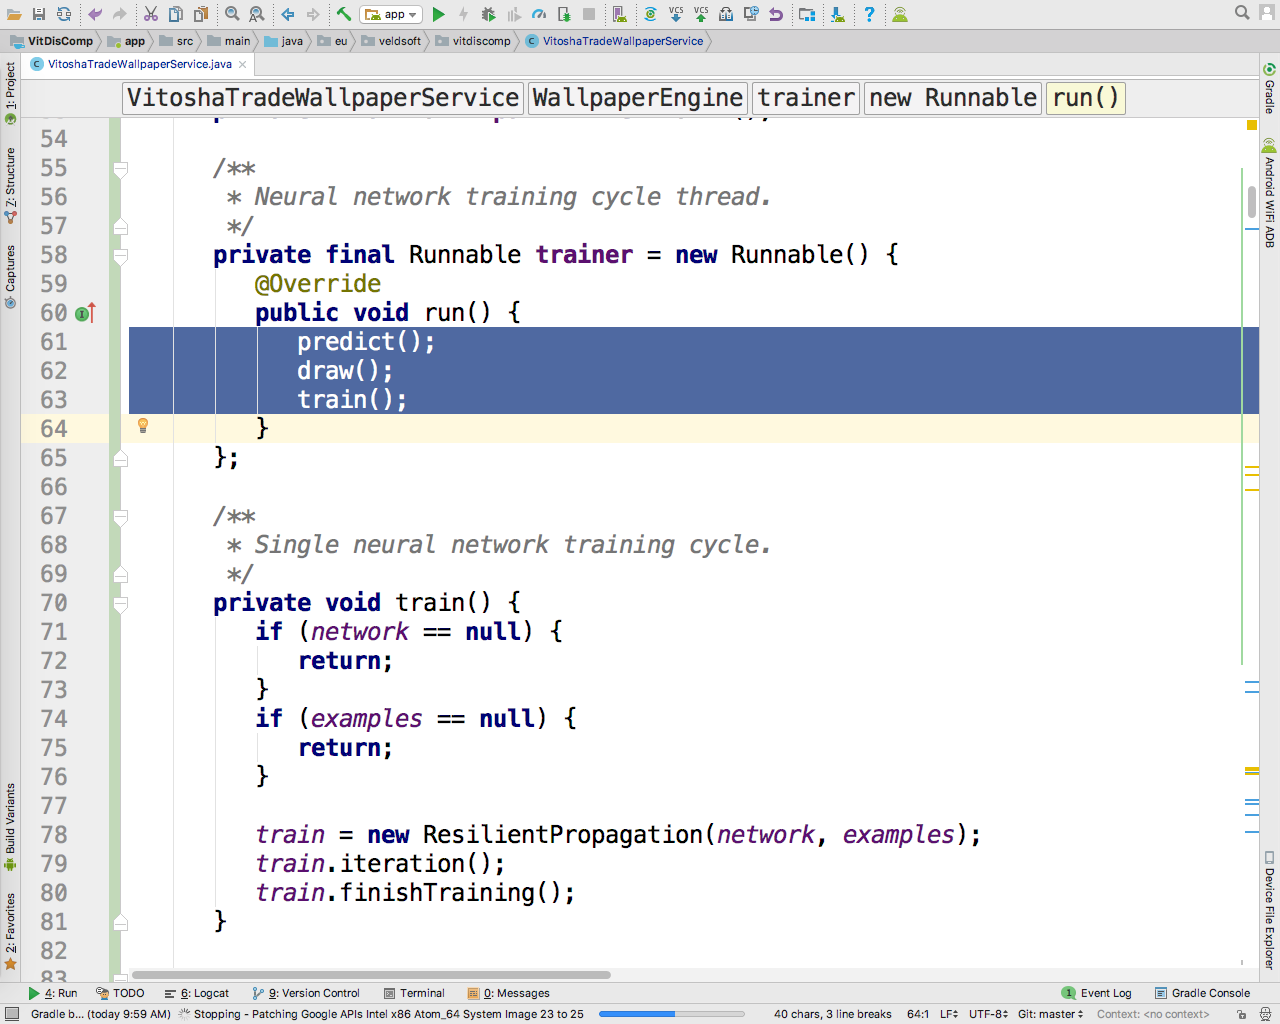 app
VitDisComp app src main java eu veldsoft vitdiscomp VitoshaTradeWallpaperService
VitoshaTradeWallpaperService.java
VitoshaTradeWallpaperService WallpaperEngine trainer new Runnable run()
54
55 /**
56 * Neural network training cycle thread.
57 */
58 private final Runnable trainer = new Runnable() {
59 @Override
60 public void run() {
61 predict();
62 draw();
63 train();
64 }
65 };
66
67 /**
68 * Single neural network training cycle.
69 */
70 private void train() {
71 if (network == null) {
72 return;
73 }
74 if (examples == null) {
75 return;
76 }
77
78 train = new ResilientPropagation(network, examples);
79 train.iteration();
80 train.finishTraining();
81 }
82
83
1: Project
7: Structure
Captures
Build Variants
2: Favorites
Gradle
Android WiFi ADB
Device File Explorer
4: Run TODO 6: Logcat 9: Version Control Terminal 0: Messages 1 Event Log Gradle Console
Gradle b... (today 9:59 AM) Stopping - Patching Google APIs Intel x86 Atom_64 System Image 23 to 25 40 chars, 3 line breaks 64:1 LF UTF-8 Git: master Context: <no context>